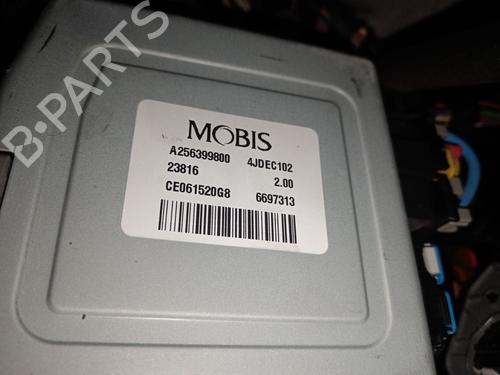 B-PARTS
MOBIS
A256399800 4JDEC102
23816 2.00
CE061520G8 6697313